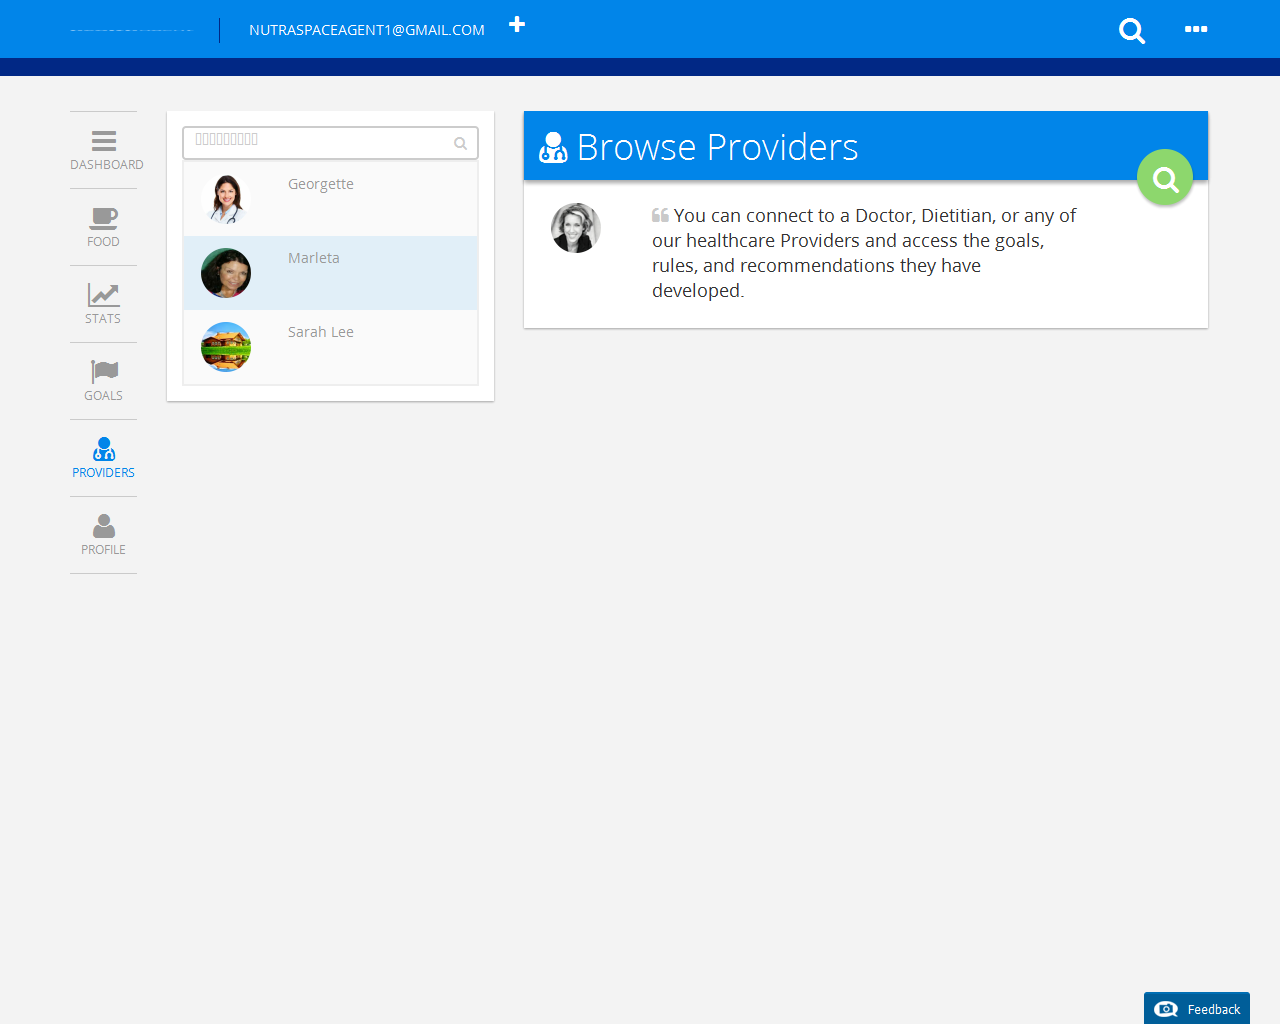 NUTRASPACEAGENT1@GMAIL.COM
DASHBOARD
FOOD
STATS
GOALS
PROVIDERS
PROFILE
Georgette
Marleta
Sarah Lee
Browse Providers
You can connect to a Doctor, Dietitian, or any of
our healthcare Providers and access the goals,
rules, and recommendations they have
developed.
Feedback